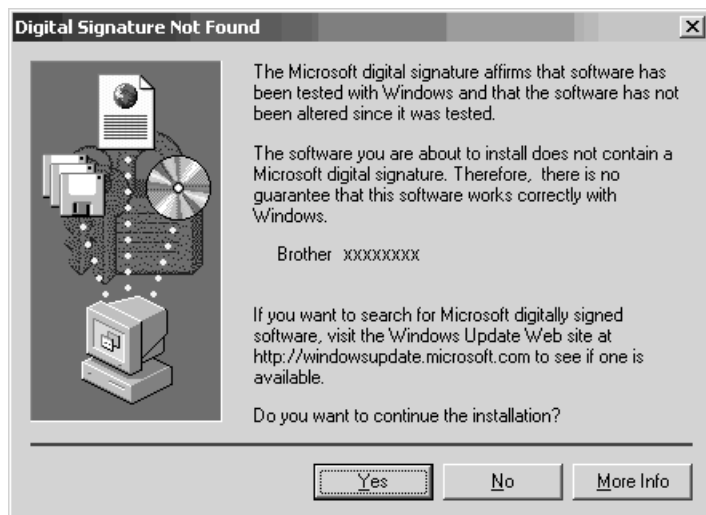 Digital Signature Not Found
The Microsoft digital signature affirms that software has
been tested with Windows and that the software has not
been altered since it was tested.
The software you are about to install does not contain a
Microsoft digital signature. Therefore, there is no
guarantee that this software works correctly with
Windows.
Brother xxxxxxxx
If you want to search for Microsoft digitally signed
software, visit the Windows Update Web site at
http://windowsupdate.microsoft.com to see if one is
available.
Do you want to continue the installation?
Yes No More Info